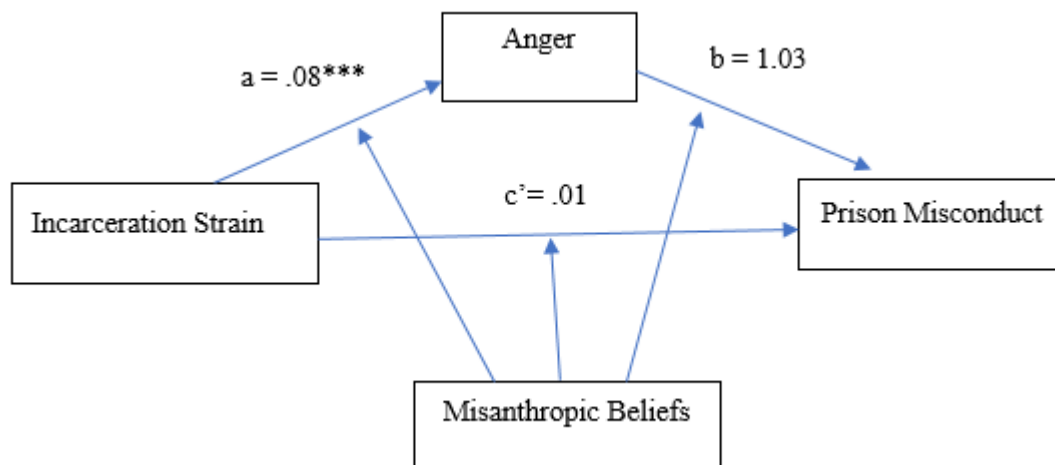 Anger
a = .08***
b = 1.03
Incarceration Strain
c’= .01
Prison Misconduct
Misanthropic Beliefs